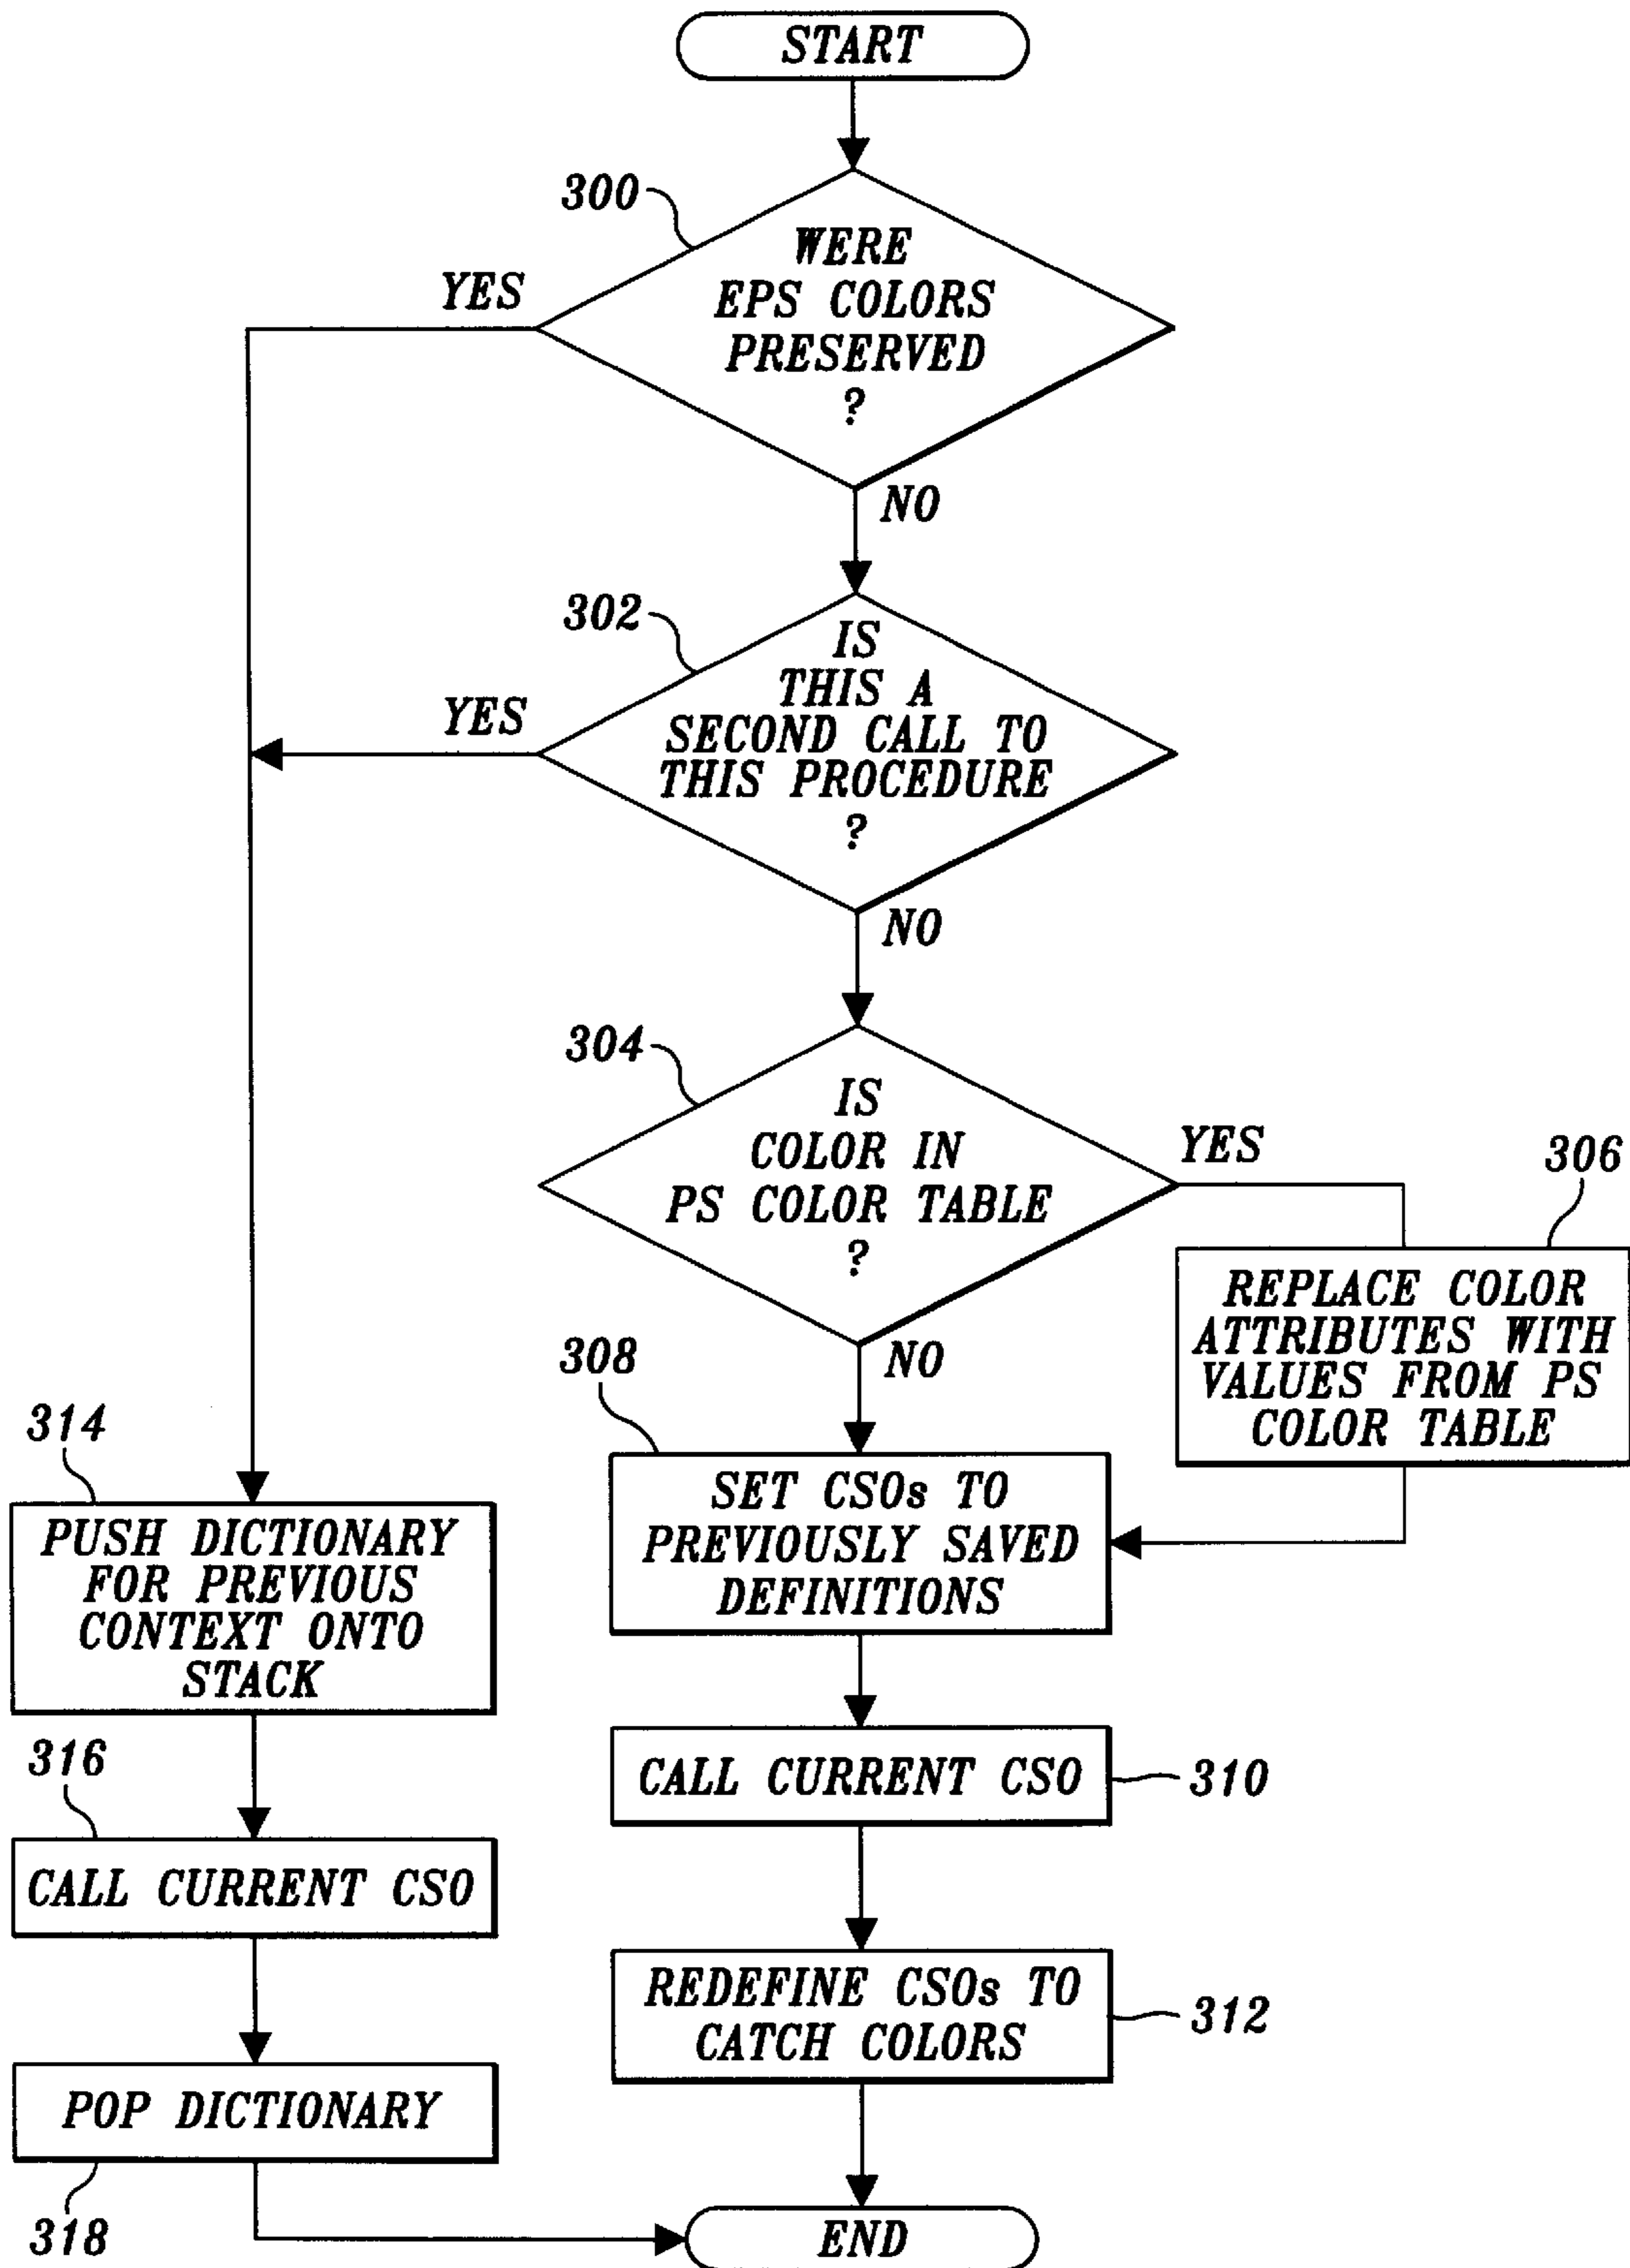 START
300
WERE
EPS COLORS
PRESERVED
?
YES
NO
302
IS
THIS A
SECOND CALL TO
THIS PROCEDURE
?
YES
NO
304
IS
COLOR IN
PS COLOR TABLE
?
YES
NO
306
REPLACE COLOR
ATTRIBUTES WITH
VALUES FROM PS
COLOR TABLE
308
SET CSOs TO
PREVIOUSLY SAVED
DEFINITIONS
314
PUSH DICTIONARY
FOR PREVIOUS
CONTEXT ONTO
STACK
316
CALL CURRENT CSO
CALL CURRENT CSO
310
REDEFINE CSOs TO
CATCH COLORS
312
POP DICTIONARY
318
END